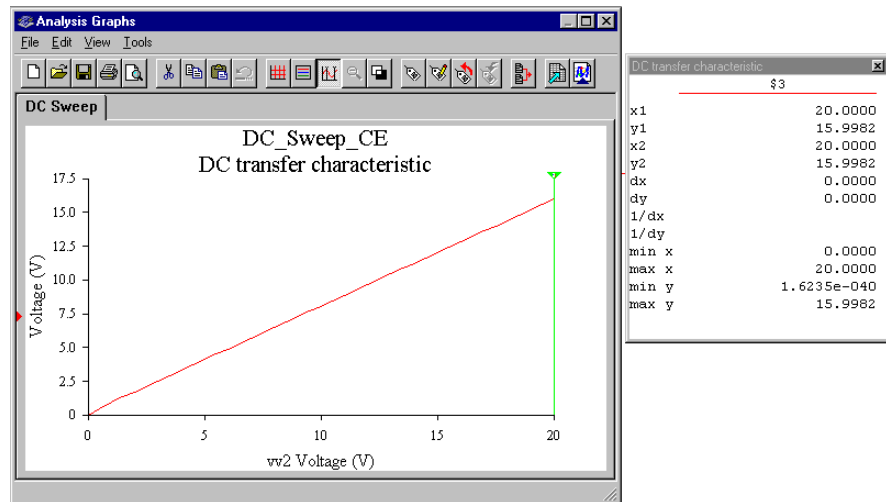 Analysis Graphs
File Edit View Tools
DC Sweep
DC_Sweep_CE
DC transfer characteristic
17.5
15.0
12.5
10.0
7.5
5.0
2.5
0
Voltage (V)
0 5 10 15 20
vv2 Voltage (V)
DC transfer characteristic
$3
x1 20.0000
y1 15.9982
x2 20.0000
y2 15.9982
dx 0.0000
dy 0.0000
1/dx
1/dy
min x 0.0000
max x 20.0000
min y 1.6235e-040
max y 15.9982